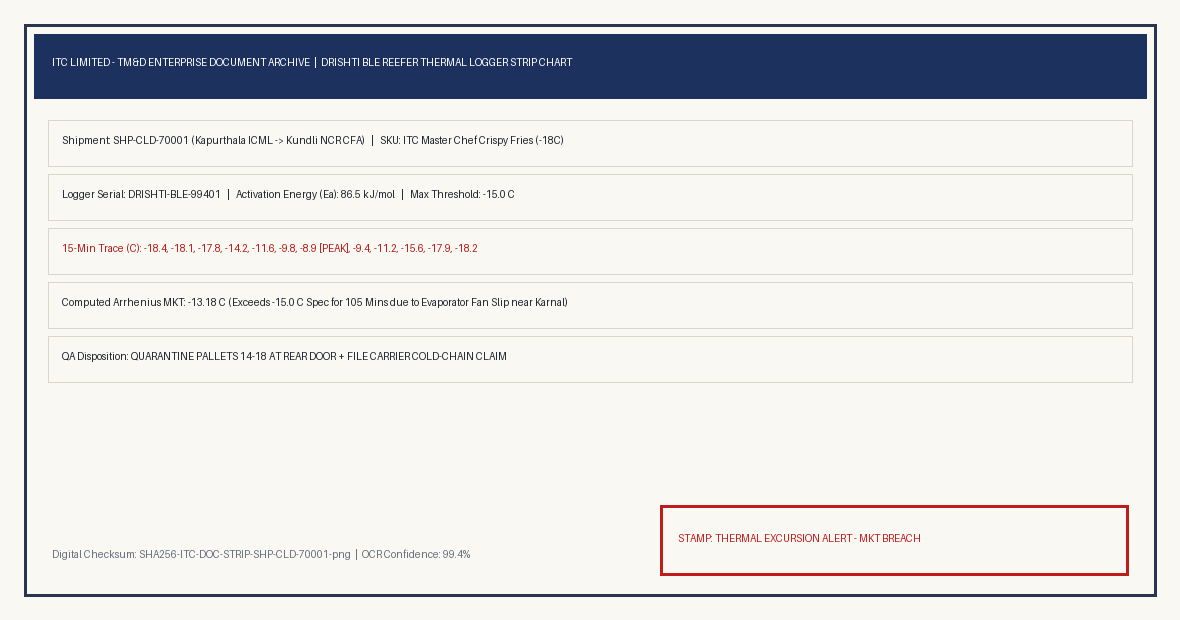 ITC LIMITED - TM&D ENTERPRISE DOCUMENT ARCHIVE | DRISHTI BLE REEFER THERMAL LOGGER STRIP CHART
Shipment: SHP-CLD-70001 (Kapurthala ICML -> Kundli NCR CFA) | SKU: ITC Master Chef Crispy Fries (-18C)
Logger Serial: DRISHTI-BLE-99401 | Activation Energy (Ea): 86.5 kJ/mol | Max Threshold: -15.0 C
15-Min Trace (C): -18.4, -18.1, -17.8, -14.2, -11.6, -9.8, -8.9 [PEAK], -9.4, -11.2, -15.6, -17.9, -18.2
Computed Arrhenius MKT: -13.18 C (Exceeds -15.0 C Spec for 105 Mins due to Evaporator Fan Slip near Karnal)
QA Disposition: QUARANTINE PALLETS 14-18 AT REAR DOOR + FILE CARRIER COLD-CHAIN CLAIM
STAMP: THERMAL EXCURSION ALERT - MKT BREACH
Digital Checksum: SHA256-ITC-DOC-STRIP-SHP-CLD-70001-png | OCR Confidence: 99.4%